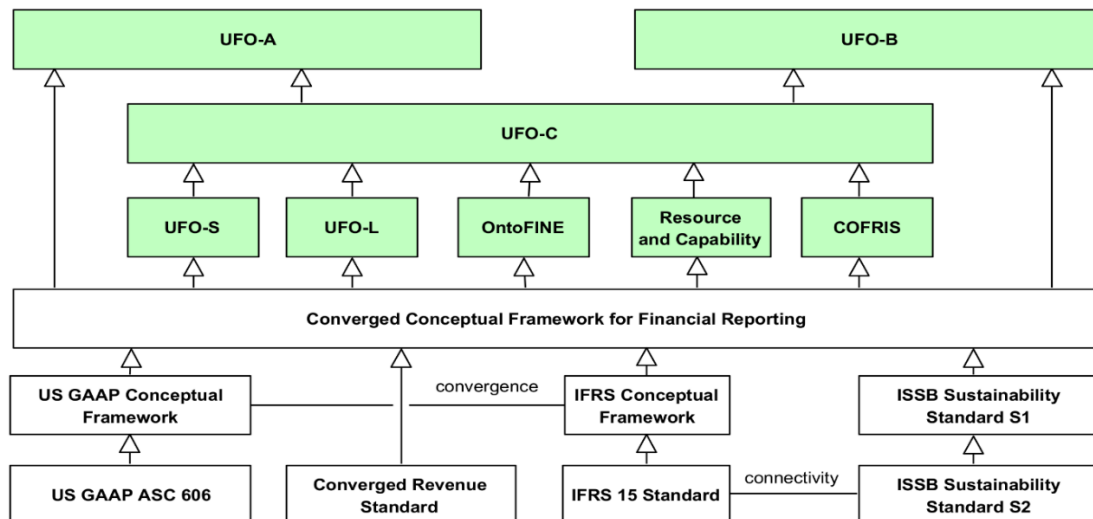 UFO-A
UFO-B
UFO-C
UFO-S
UFO-L
OntoFINE
Resource
and Capability
COFRIS
Converged Conceptual Framework for Financial Reporting
US GAAP Conceptual
Framework
convergence
IFRS Conceptual
Framework
ISSB Sustainability
Standard S1
US GAAP ASC 606
Converged Revenue
Standard
IFRS 15 Standard
connectivity
ISSB Sustainability
Standard S2